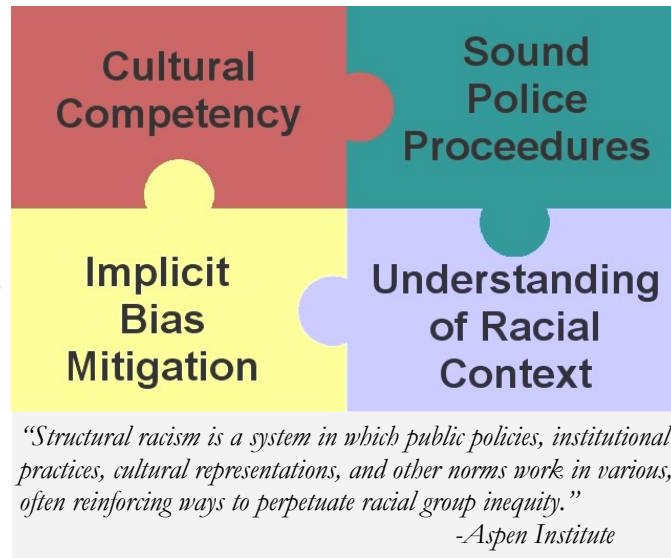 Cultural
Competency
Sound
Police
Proceedures
Implicit
Bias
Mitigation
Understanding
of Racial
Context
“Structural racism is a system in which public policies, institutional
practices, cultural representations, and other norms work in various,
often reinforcing ways to perpetuate racial group inequity.”
-Aspen Institute